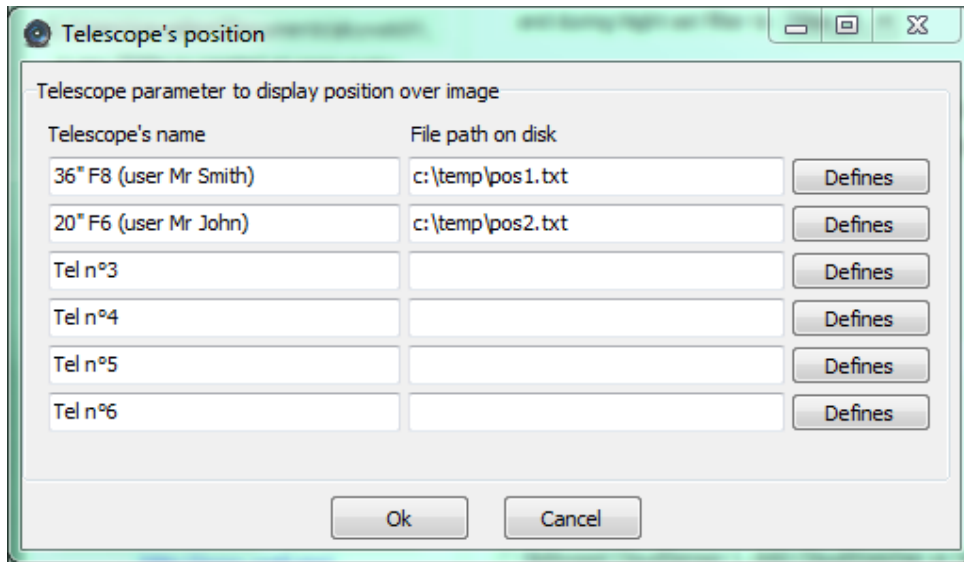 Telescope's position
Telescope parameter to display position over image
Telescope's name File path on disk
36" F8 (user Mr Smith) c:\temp\pos1.txt Defines
20" F6 (user Mr John) c:\temp\pos2.txt Defines
Tel n°3 Defines
Tel n°4 Defines
Tel n°5 Defines
Tel n°6 Defines
Ok Cancel